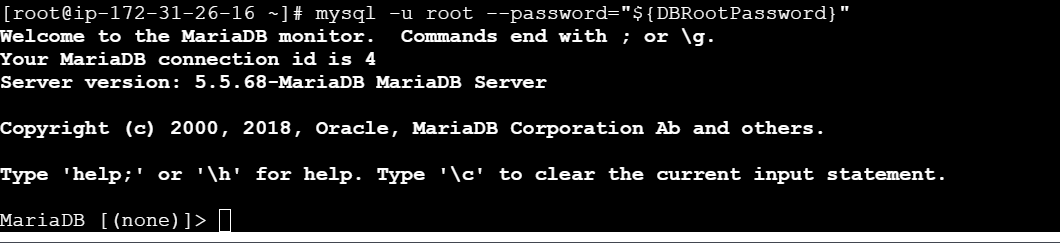 [root@ip-172-31-26-16 ~]# mysql -u root --password="${DBRootPassword}"
Welcome to the MariaDB monitor.  Commands end with ; or \g.
Your MariaDB connection id is 4
Server version: 5.5.68-MariaDB MariaDB Server
Copyright (c) 2000, 2018, Oracle, MariaDB Corporation Ab and others.
Type 'help;' or '\h' for help. Type '\c' to clear the current input statement.
MariaDB [(none)]>